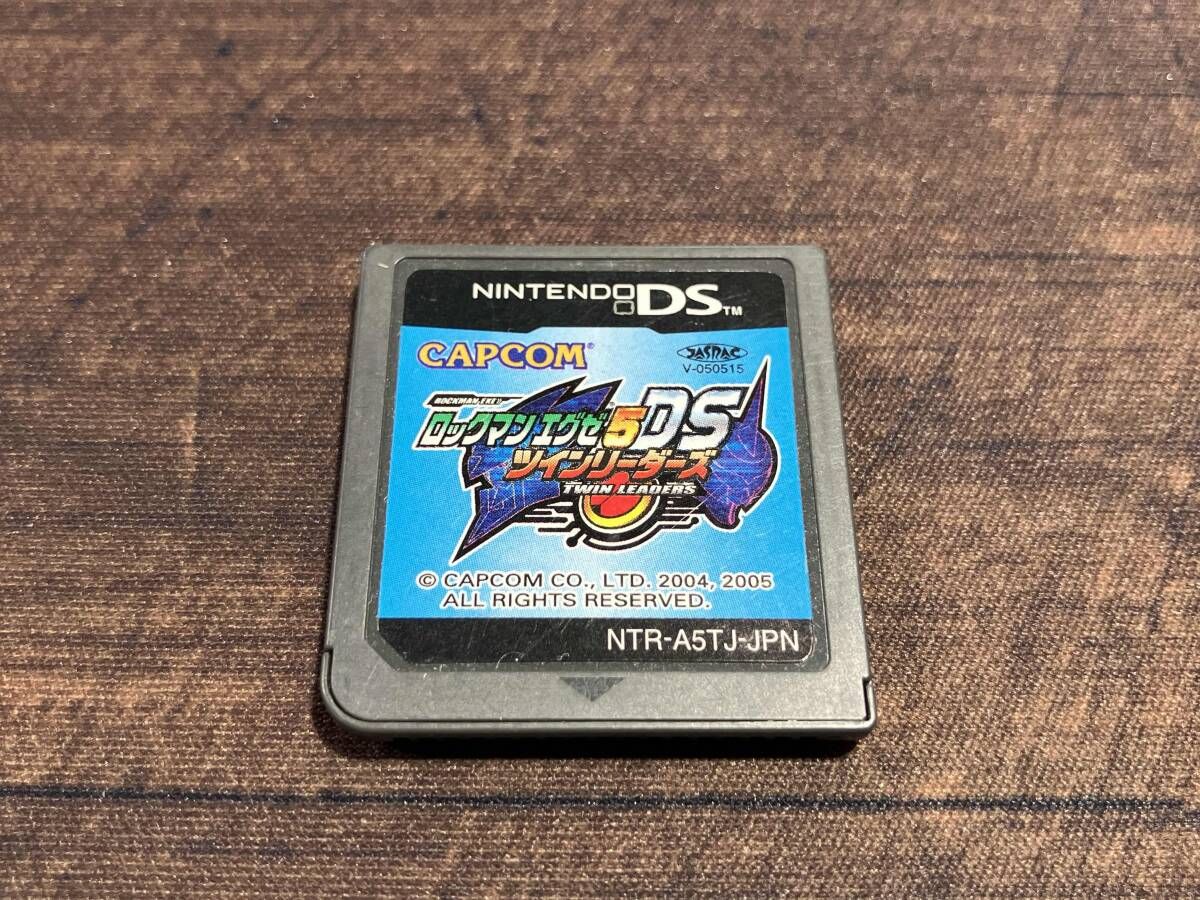 NINTENDO DS™
CAPCOM®
JASRAC
V-050515
ROCKMAN EXE
ロックマンエグゼ5DS
ツインリーダーズ
TWIN LEADERS
© CAPCOM CO., LTD. 2004, 2005
ALL RIGHTS RESERVED.
NTR-A5TJ-JPN